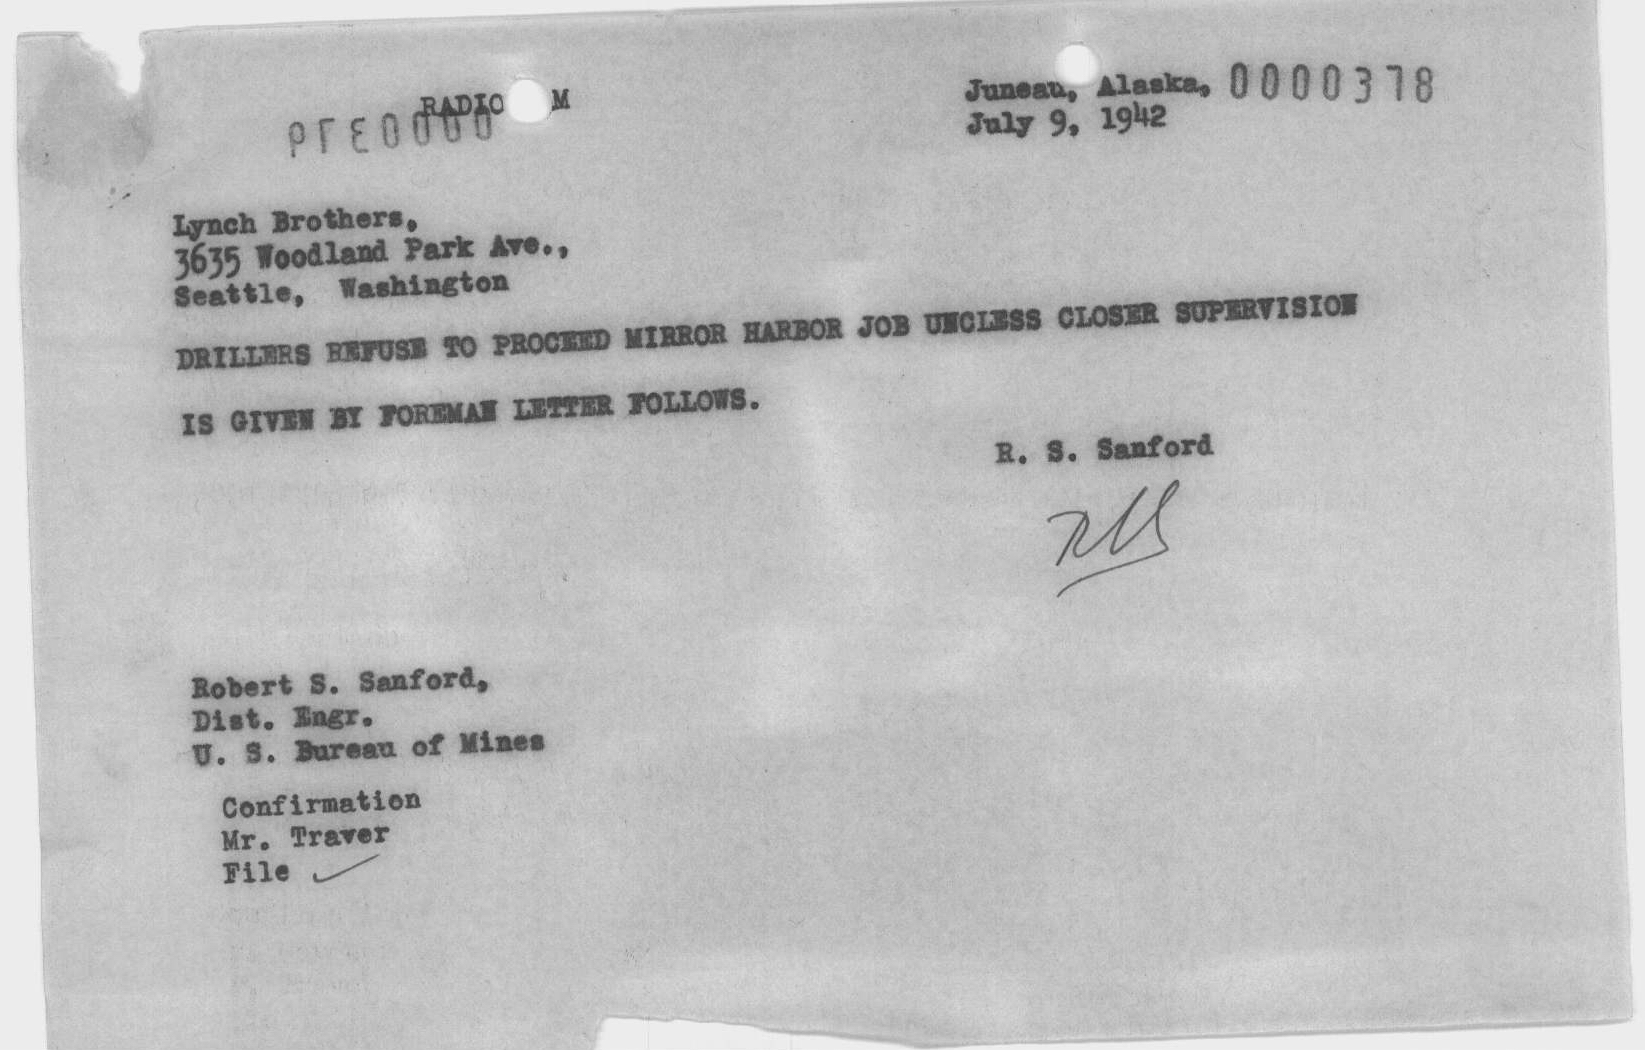 RADIO M
Juneau, Alaska, 0000378
July 9, 1942
Lynch Brothers,
3635 Woodland Park Ave.,
Seattle, Washington
DRILLERS REFUSE TO PROCEED MIRROR HARBOR JOB UNCLESS CLOSER SUPERVISION
IS GIVEN BY FOREMAN LETTER FOLLOWS.
R. S. Sanford
RSS
Robert S. Sanford,
Dist. Engr.
U. S. Bureau of Mines
Confirmation
Mr. Traver
File